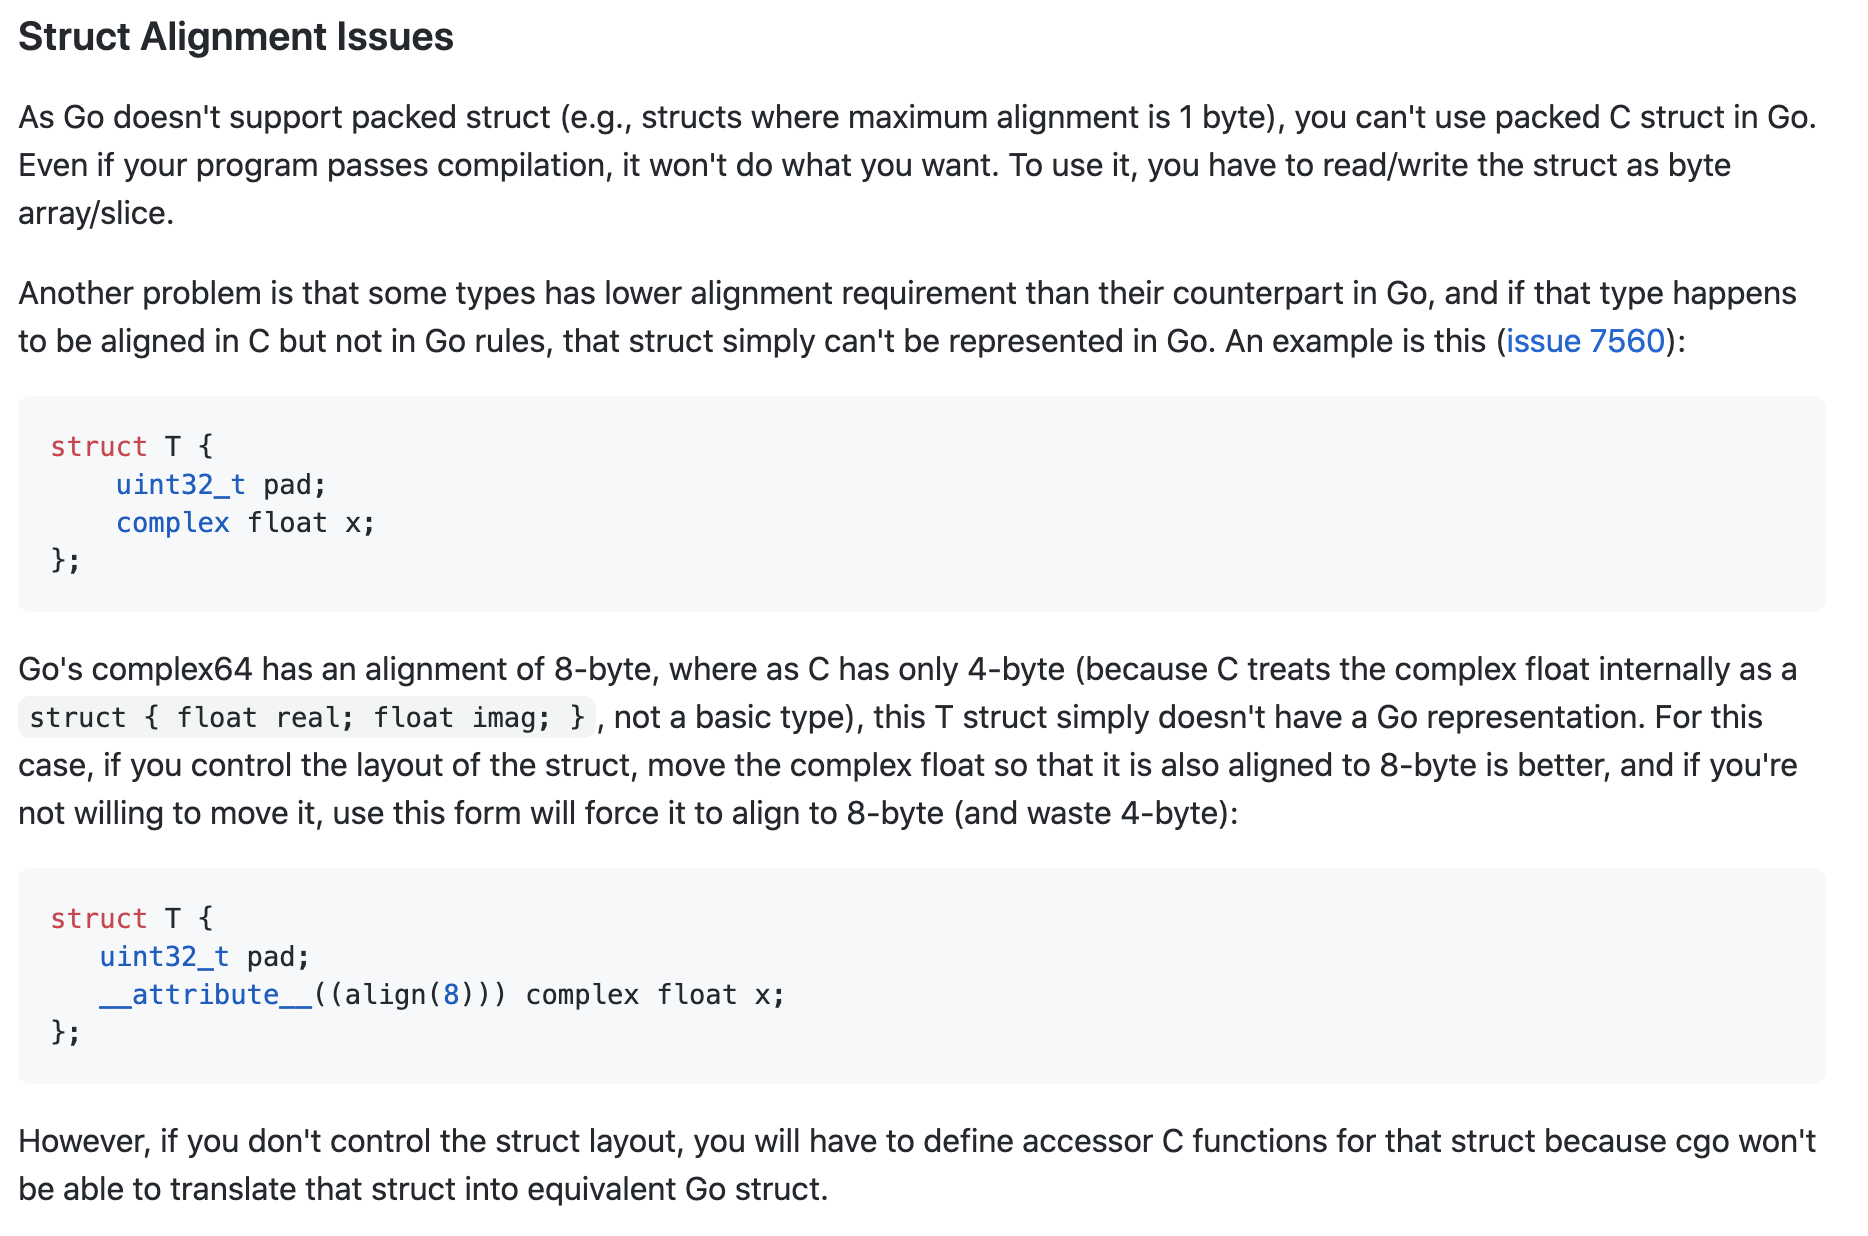 Struct Alignment Issues
As Go doesn't support packed struct (e.g., structs where maximum alignment is 1 byte), you can't use packed C struct in Go.
Even if your program passes compilation, it won't do what you want. To use it, you have to read/write the struct as byte
array/slice.
Another problem is that some types has lower alignment requirement than their counterpart in Go, and if that type happens
to be aligned in C but not in Go rules, that struct simply can't be represented in Go. An example is this (issue 7560):
struct T {
    uint32_t pad;
    complex float x;
};
Go's complex64 has an alignment of 8-byte, where as C has only 4-byte (because C treats the complex float internally as a
struct { float real; float imag; } , not a basic type), this T struct simply doesn't have a Go representation. For this
case, if you control the layout of the struct, move the complex float so that it is also aligned to 8-byte is better, and if you're
not willing to move it, use this form will force it to align to 8-byte (and waste 4-byte):
struct T {
   uint32_t pad;
   __attribute__((align(8))) complex float x;
};
However, if you don't control the struct layout, you will have to define accessor C functions for that struct because cgo won't
be able to translate that struct into equivalent Go struct.